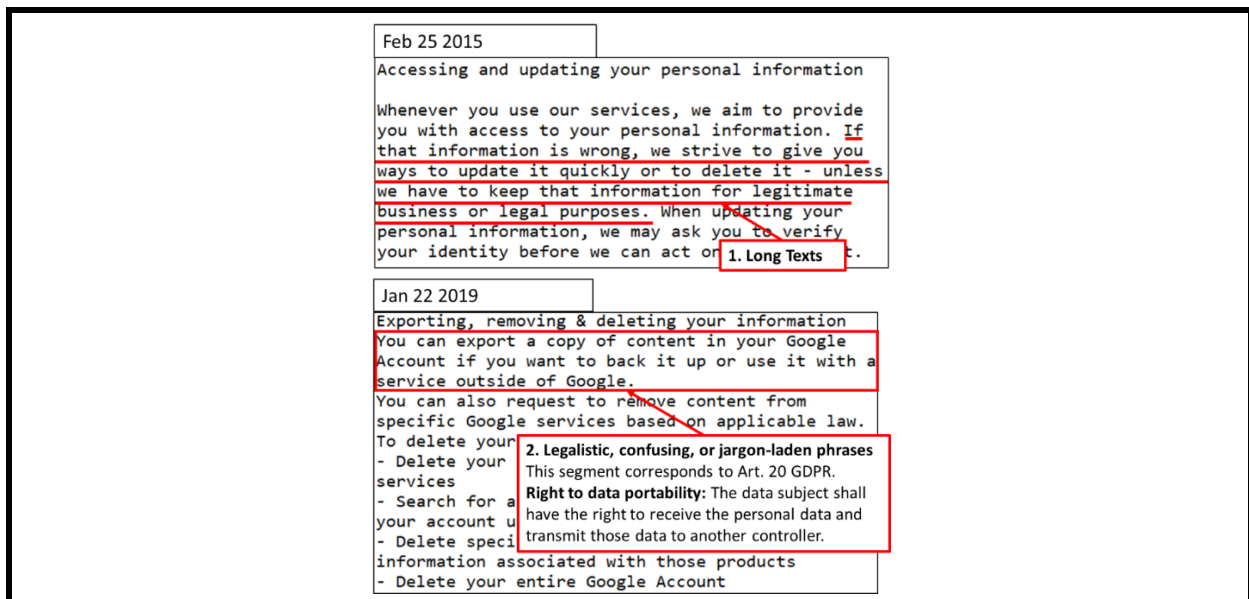 Feb 25 2015
Accessing and updating your personal information
Whenever you use our services, we aim to provide
you with access to your personal information. If
that information is wrong, we strive to give you
ways to update it quickly or to delete it - unless
we have to keep that information for legitimate
business or legal purposes. When updating your
personal information, we may ask you to verify
your identity before we can act on
1. Long Texts
Jan 22 2019
Exporting, removing & deleting your information
You can export a copy of content in your Google
Account if you want to back it up or use it with a
service outside of Google.
You can also request to remove content from
specific Google services based on applicable law.
To delete your
- Delete your
services
- Search for a
your account u
- Delete speci
information associated with those products
- Delete your entire Google Account
2. Legalistic, confusing, or jargon-laden phrases
This segment corresponds to Art. 20 GDPR.
Right to data portability: The data subject shall
have the right to receive the personal data and
transmit those data to another controller.